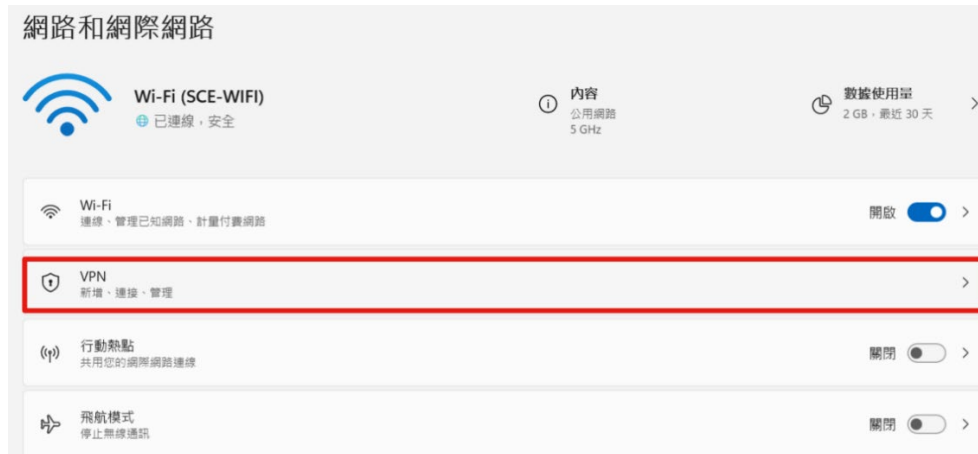 網路和網際網路
Wi-Fi (SCE-WIFI)
已連線，安全
內容
公用網路
5 GHz
數據使用量
2 GB，最近 30 天
Wi-Fi
連線、管理已知網路、計量付費網路
開啟
VPN
新增、連接、管理
行動熱點
共用您的網際網路連線
關閉
飛航模式
停止無線通訊
關閉